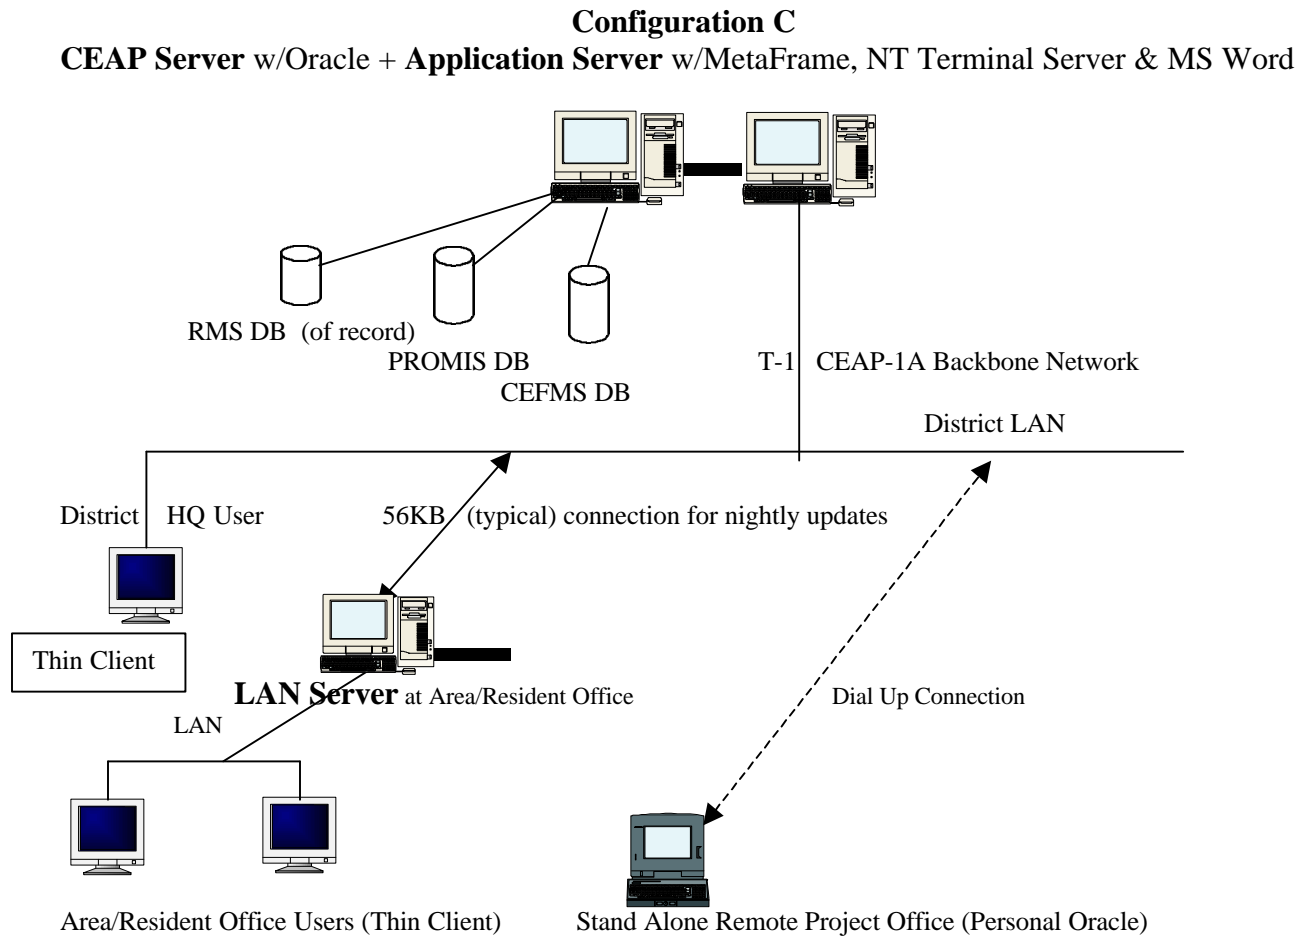 Configuration C
CEAP Server w/Oracle + Application Server w/MetaFrame, NT Terminal Server & MS Word
RMS DB (of record)
PROMIS DB
CEFMS DB
T-1 CEAP-1A Backbone Network
District LAN
District HQ User
56KB (typical) connection for nightly updates
Thin Client
LAN Server at Area/Resident Office
Dial Up Connection
LAN
Area/Resident Office Users (Thin Client)
Stand Alone Remote Project Office (Personal Oracle)